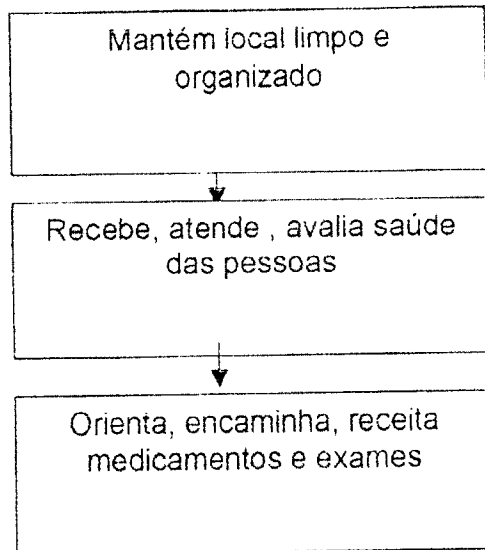 Mantém local limpo e
organizado
Recebe, atende , avalia saúde
das pessoas
Orienta, encaminha, receita
medicamentos e exames